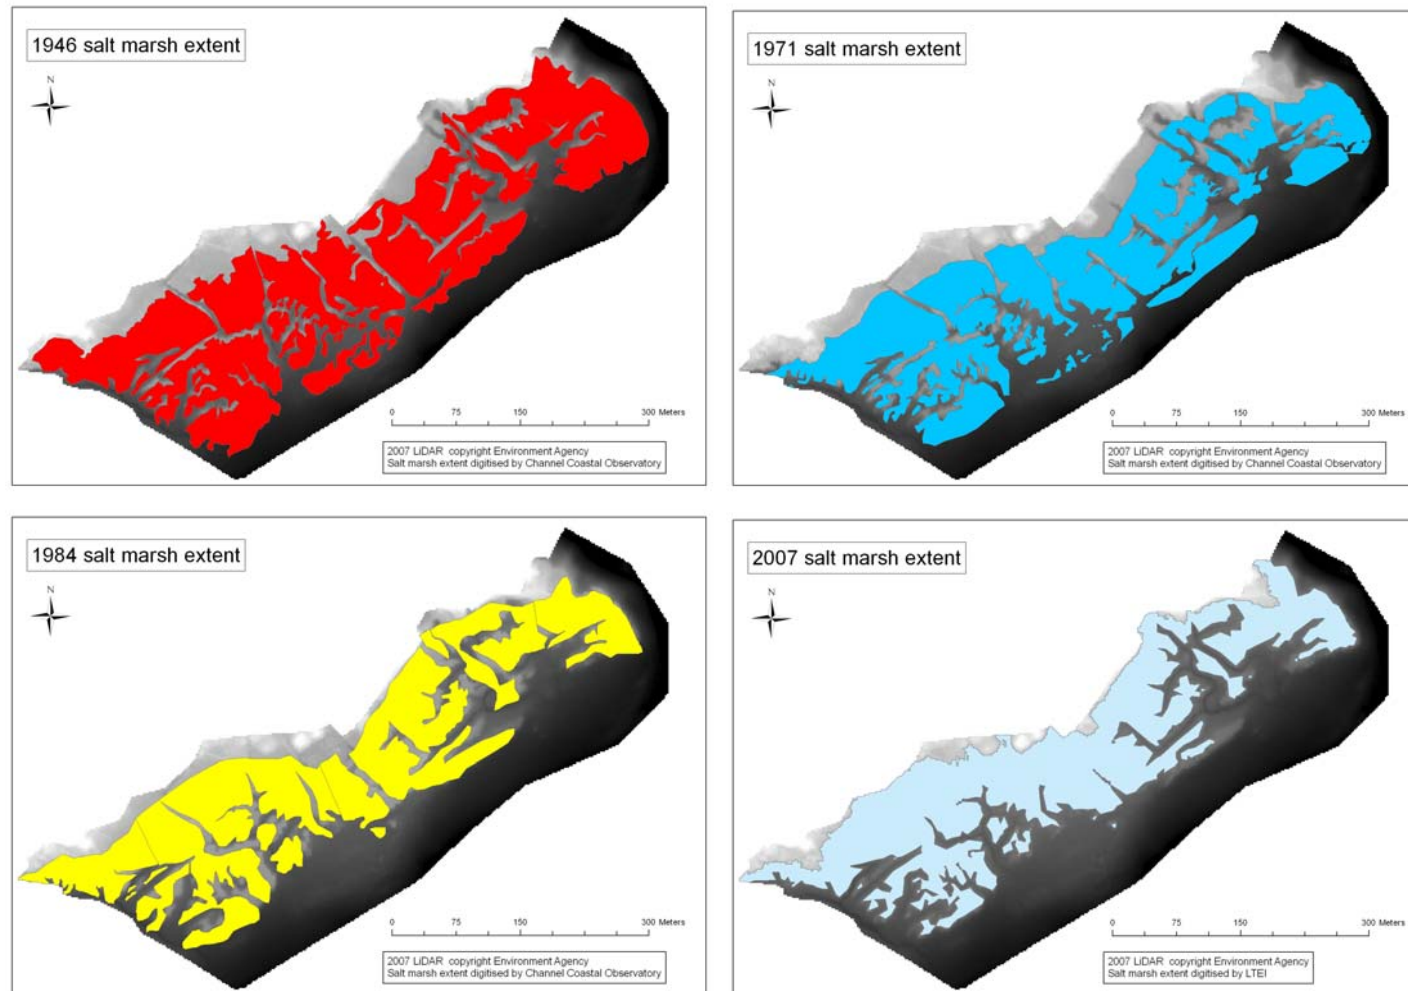 1946 salt marsh extent
N
0 75 150 300 Meters
2007 LiDAR copyright Environment Agency
Salt marsh extent digitised by Channel Coastal Observatory
1971 salt marsh extent
N
0 75 150 300 Meters
2007 LiDAR copyright Environment Agency
Salt marsh extent digitised by Channel Coastal Observatory
1984 salt marsh extent
N
0 75 150 300 Meters
2007 LiDAR copyright Environment Agency
Salt marsh extent digitised by Channel Coastal Observatory
2007 salt marsh extent
N
0 75 150 300 Meters
2007 LiDAR copyright Environment Agency
Salt marsh extent digitised by LTEI